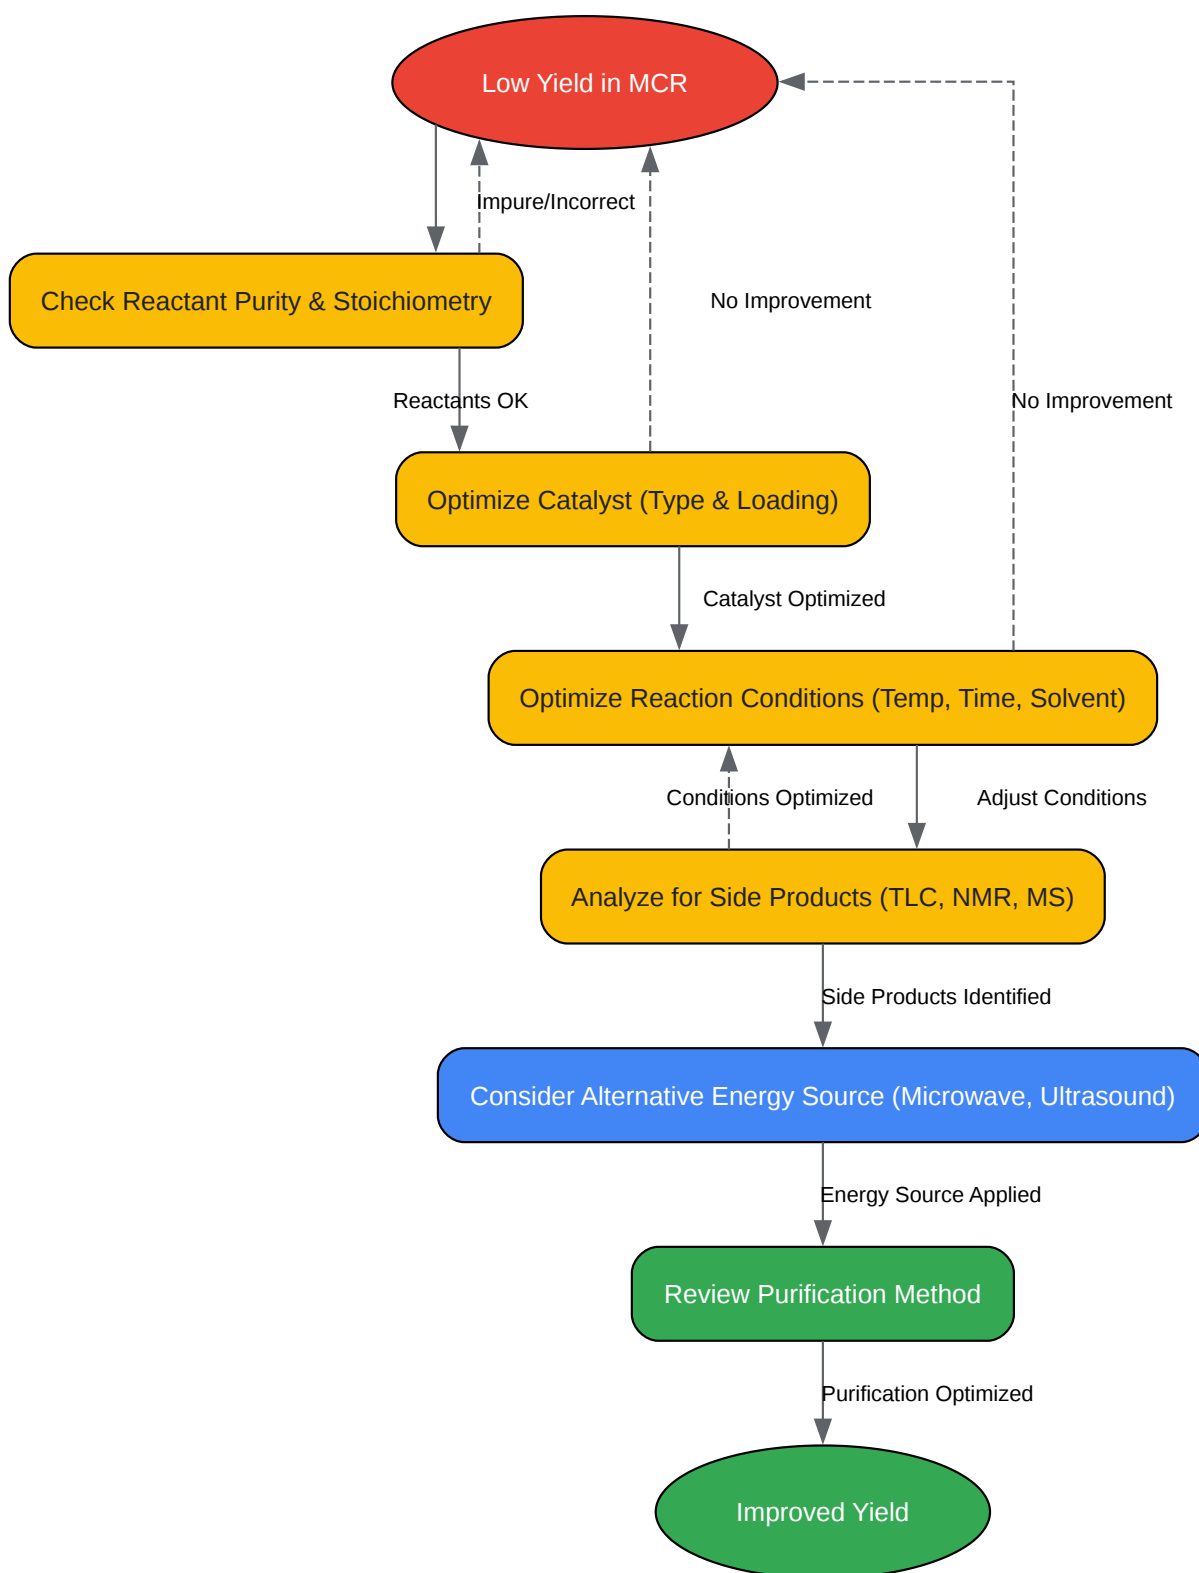 Low Yield in MCR
Impure/Incorrect
Check Reactant Purity & Stoichiometry
No Improvement
Reactants OK
No Improvement
Optimize Catalyst (Type & Loading)
Catalyst Optimized
Optimize Reaction Conditions (Temp, Time, Solvent)
Conditions Optimized
Adjust Conditions
Analyze for Side Products (TLC, NMR, MS)
Side Products Identified
Consider Alternative Energy Source (Microwave, Ultrasound)
Energy Source Applied
Review Purification Method
Purification Optimized
Improved Yield